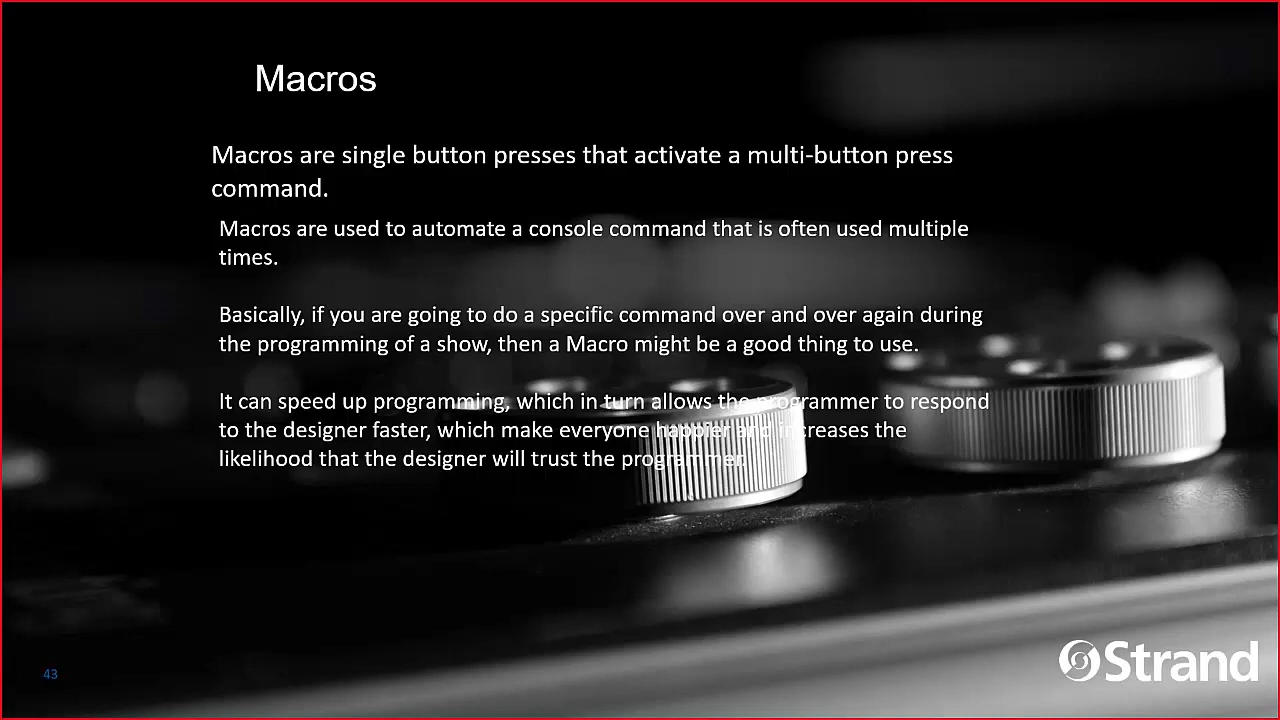 Macros
Macros are single button presses that activate a multi-button press
command.
Macros are used to automate a console command that is often used multiple
times.
Basically, if you are going to do a specific command over and over again during
the programming of a show, then a Macro might be a good thing to use.
It can speed up programming, which in turn allows the programmer to respond
to the designer faster, which make everyone happier and increases the
likelihood that the designer will trust the programmer.
43
Strand